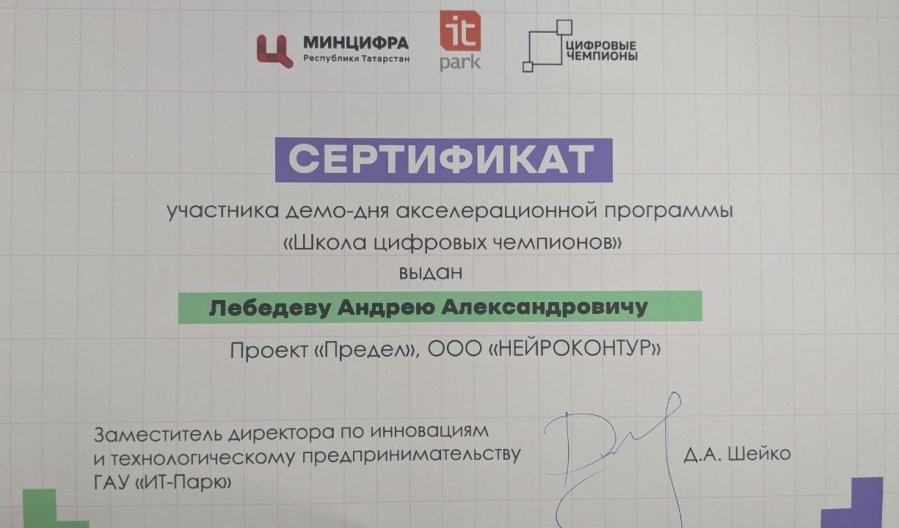 МИНЦИФРА
Республики Татарстан
it
park
ЦИФРОВЫЕ
ЧЕМПИОНЫ
СЕРТИФИКАТ
участника демо-дня акселерационной программы
«Школа цифровых чемпионов»
выдан
Лебедеву Андрею Александровичу
Проект «Предел», ООО «НЕЙРОКОНТУР»
Заместитель директора по инновациям
и технологическому предпринимательству
ГАУ «ИТ-Парк»
Д.А. Шейко